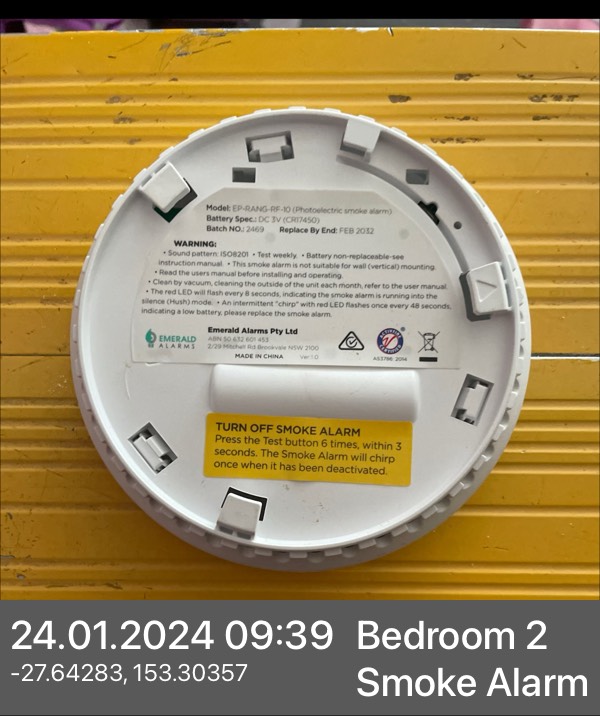 Model: EP-RANG-RF-10 (Photoelectric smoke alarm)
Battery Spec.: DC 3V (CR17450)
Batch NO.: 2469 Replace By End: FEB 2032
WARNING:
• Sound pattern: ISO8201 • Test weekly. • Battery non-replaceable-see
instruction manual. • This smoke alarm is not suitable for wall (vertical) mounting.
• Read the users manual before installing and operating.
• Clean by vacuum, cleaning the outside of the unit each month, refer to the user manual.
• The red LED will flash every 8 seconds, indicating the smoke alarm is running into the
silence (Hush) mode. • An intermittent "chirp" with red LED flashes once every 48 seconds,
indicating a low battery, please replace the smoke alarm.
EMERALD
ALARMS
Emerald Alarms Pty Ltd
ABN 50 632 601 453
2/29 Mitchell Rd Brookvale NSW 2100
MADE IN CHINA Ver:1.0
AS3786: 2014
TURN OFF SMOKE ALARM
Press the Test button 6 times, within 3
seconds. The Smoke Alarm will chirp
once when it has been deactivated.
24.01.2024 09:39
-27.64283, 153.30357
Bedroom 2
Smoke Alarm